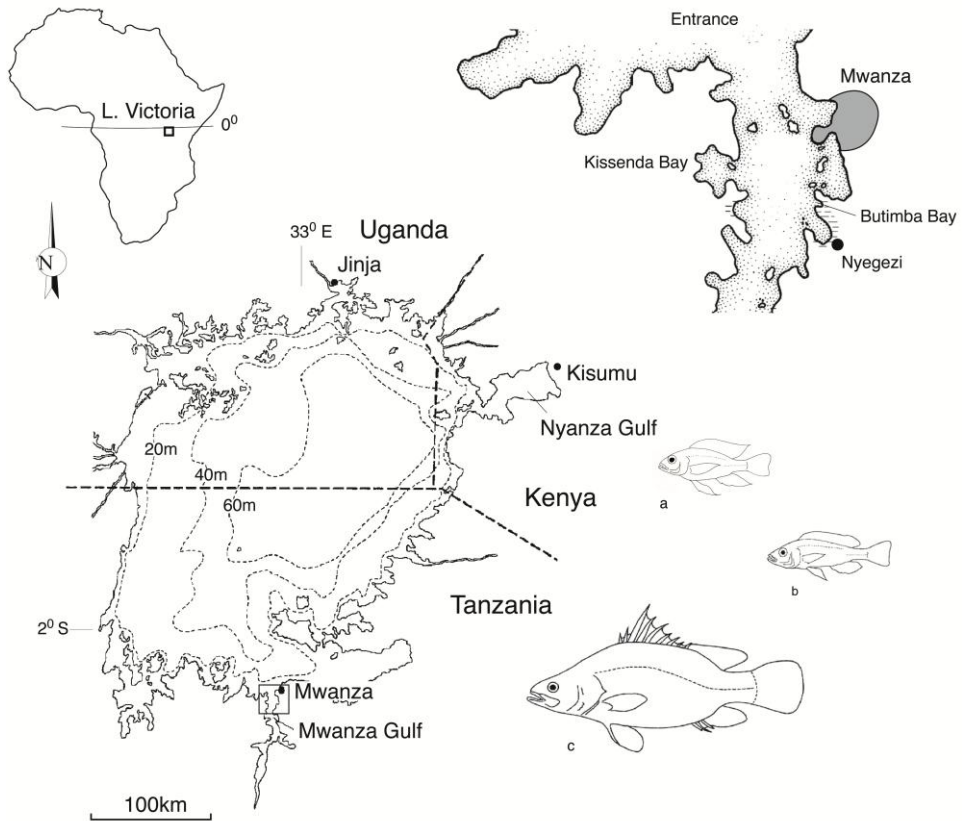 L. Victoria
0⁰
N
Entrance
Mwanza
Kissenda Bay
Butimba Bay
Nyegezi
33⁰ E
Uganda
Jinja
Kisumu
Nyanza Gulf
20m
40m
60m
Kenya
a
b
Tanzania
2⁰ S
c
Mwanza
Mwanza Gulf
100km